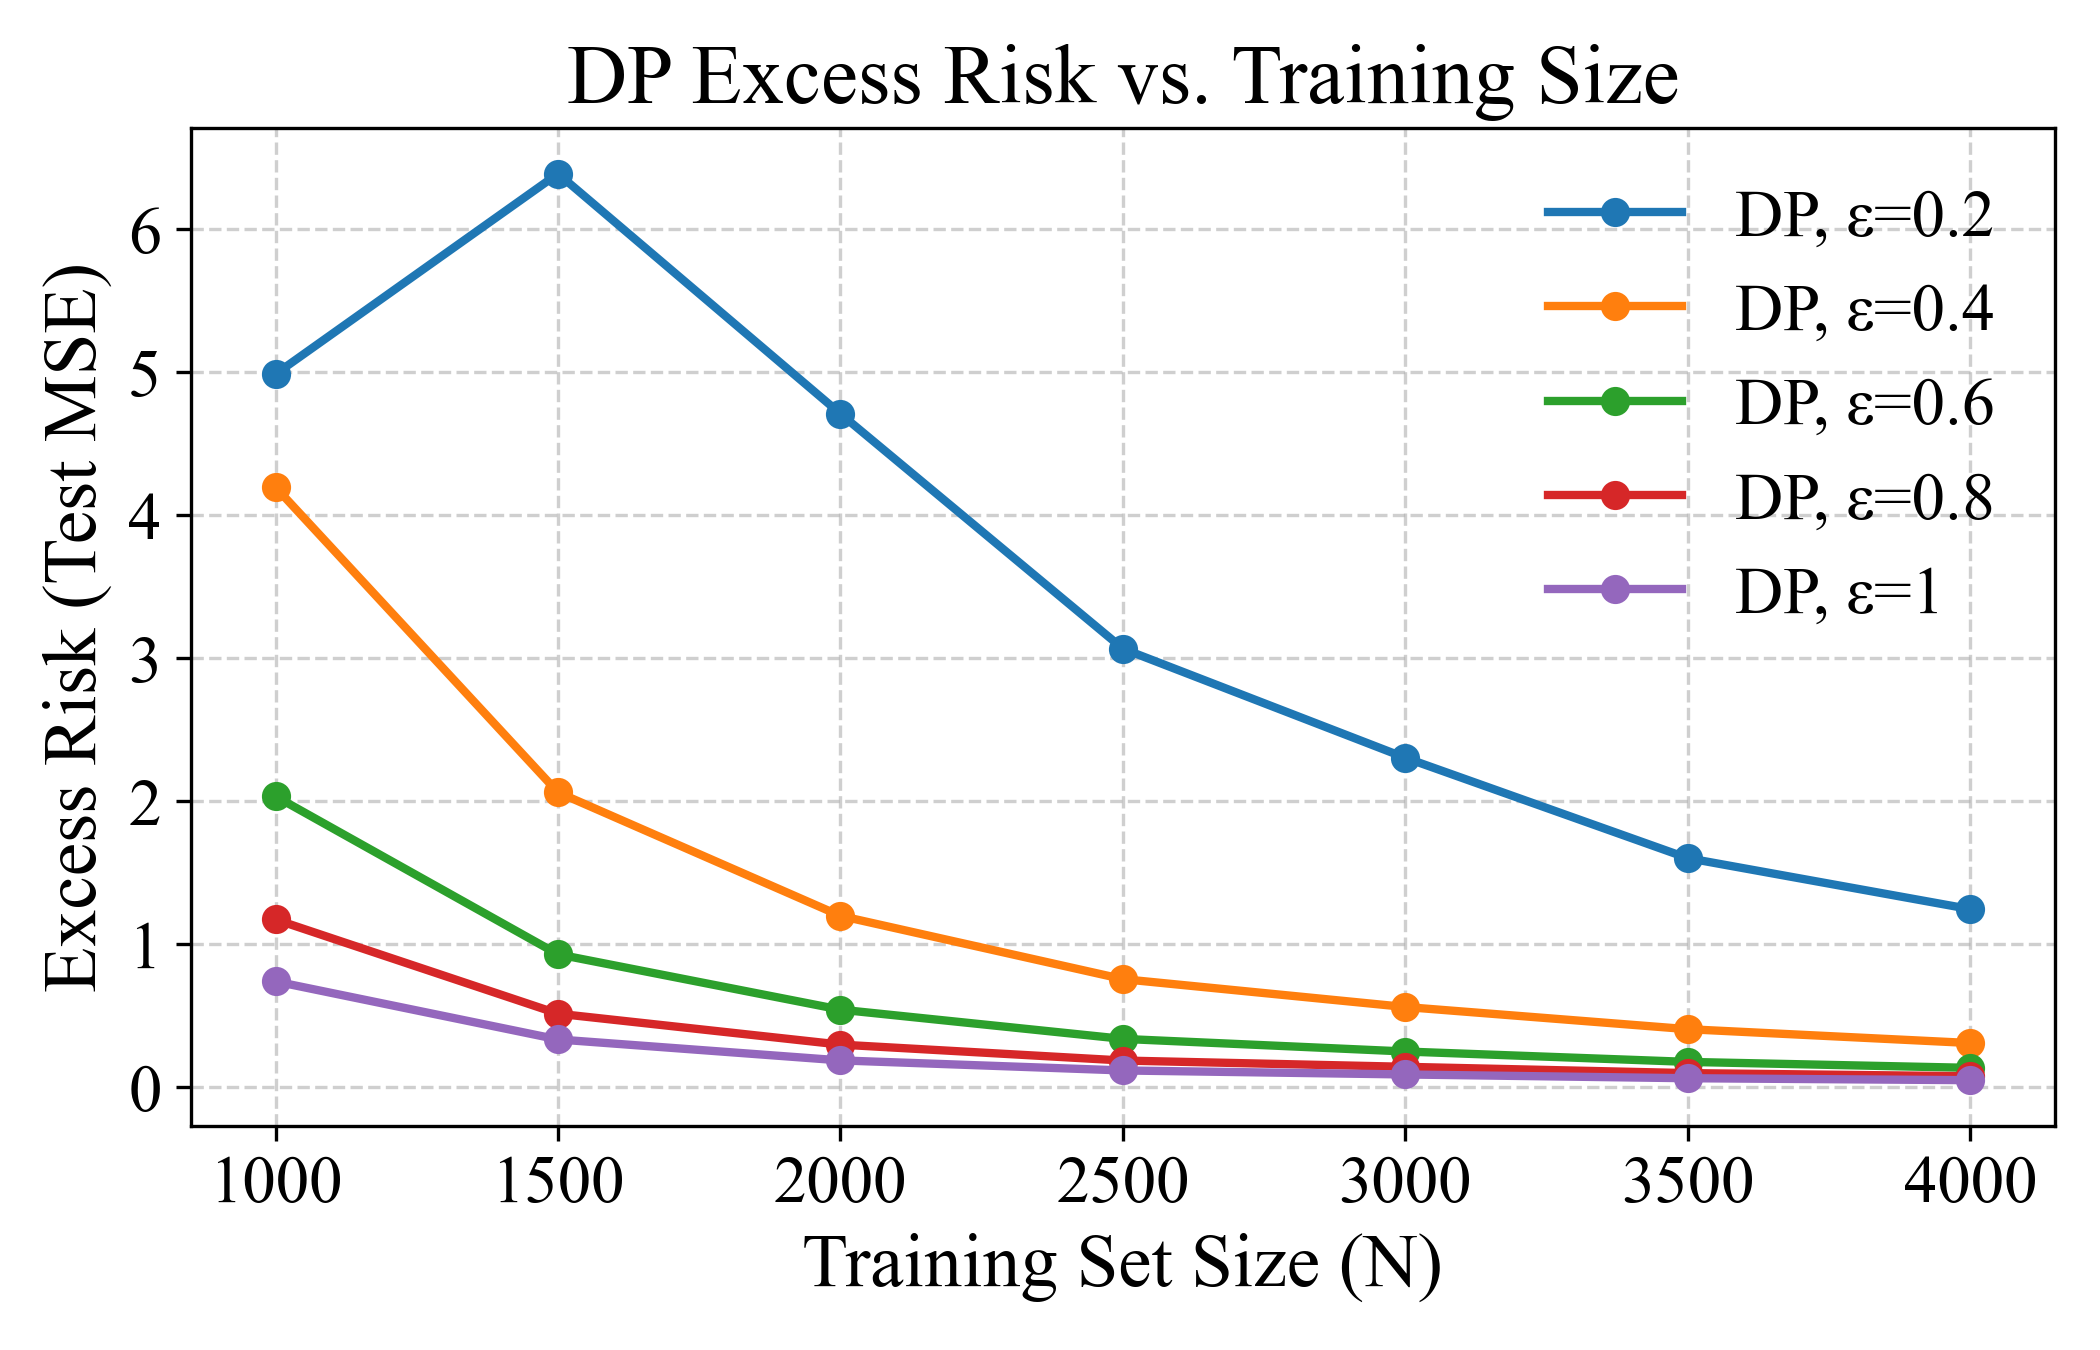 DP Excess Risk vs. Training Size
Excess Risk (Test MSE)
6
5
4
3
2
1
0
DP, ε=0.2
DP, ε=0.4
DP, ε=0.6
DP, ε=0.8
DP, ε=1
1000 1500 2000 2500 3000 3500 4000
Training Set Size (N)